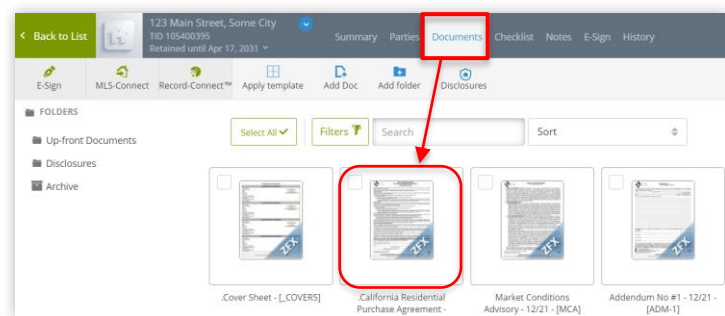 Back to List
123 Main Street, Some City
TID 105400395
Retained until Apr 17, 2031
Summary Parties Documents Checklist Notes E-Sign History
E-Sign MLS-Connect Record-Connect™ Apply template Add Doc Add folder Disclosures
FOLDERS
Up-front Documents
Disclosures
Archive
Select All Filters Search Sort
ZFX ZFX ZFX ZFX
.Cover Sheet - [_COVER5]
.California Residential
Purchase Agreement -
Market Conditions
Advisory - 12/21 - [MCA]
Addendum No #1 - 12/21 -
[ADM-1]